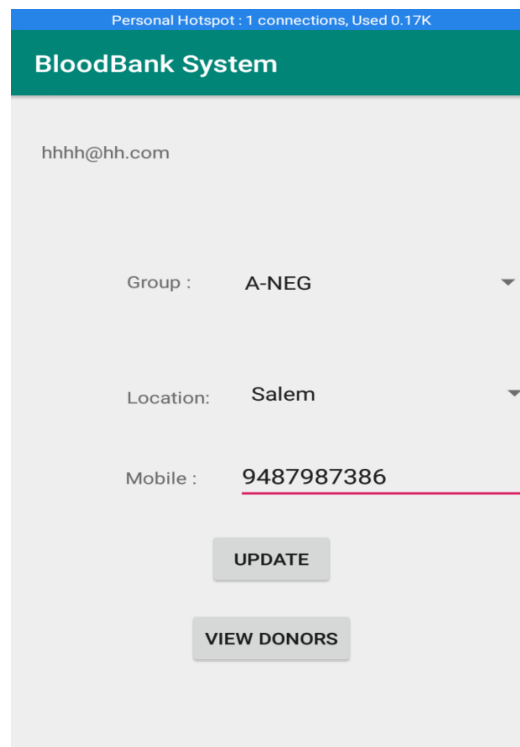 Personal Hotspot : 1 connections, Used 0.17K
BloodBank System
hhhh@hh.com
Group : A-NEG
Location: Salem
Mobile : 9487987386
UPDATE
VIEW DONORS